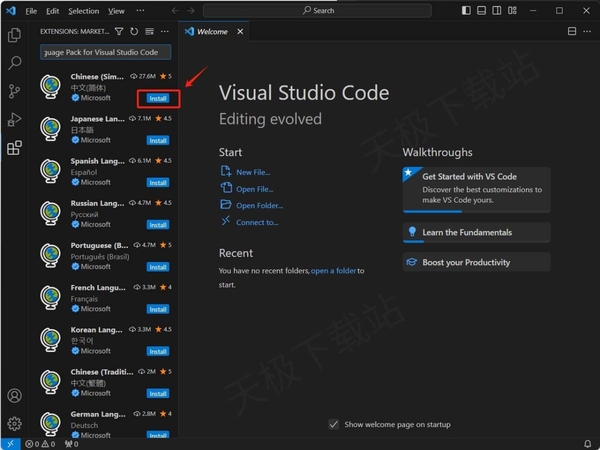 File Edit Selection View ··· Search
EXTENSIONS: MARKET... ···
guage Pack for Visual Studio Code
Chinese (Sim... 27.6M ★ 5
中文(简体)
Microsoft Install
Japanese Lan... 7.1M ★ 4.5
日本語
Microsoft Install
Spanish Lang... 6.1M ★ 4.5
Español
Microsoft Install
Russian Lang... 4.7M ★ 4.5
Русский
Microsoft Install
Portuguese (B... 4.7M ★ 5
Português (Brasil)
Microsoft Install
French Langu... 3.3M ★ 4
Français
Microsoft Install
Korean Langu... 3.3M ★ 4.5
한국어
Microsoft Install
Chinese (Traditi... 2.8M ★ 5
中文(繁體)
Microsoft Install
German Lang... 2.8M ★ 4
Deutsch
Microsoft Install
Welcome
Visual Studio Code
Editing evolved
Start
New File...
Open File...
Open Folder...
Connect to...
Recent
You have no recent folders, open a folder to
start.
Walkthroughs
Get Started with VS Code
Discover the best customizations to
make VS Code yours.
Learn the Fundamentals
Boost your Productivity
Show welcome page on startup
0 0 0
天极下载站
天极下载站